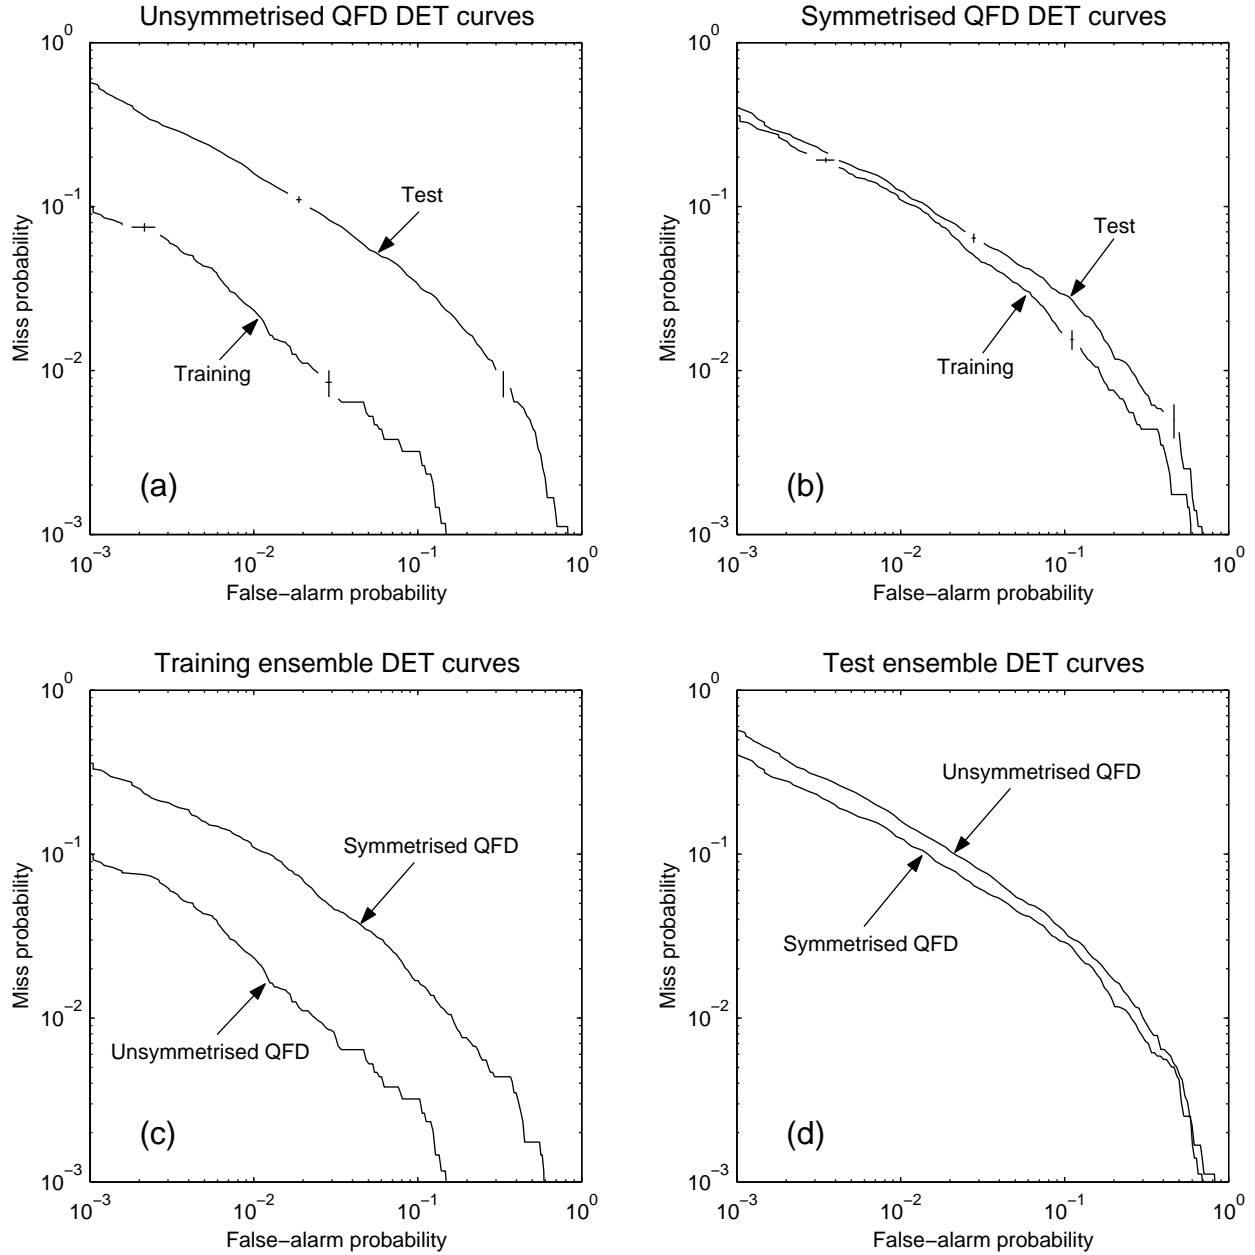 Unsymmetrised QFD DET curves
10^0
10^−1
10^−2
10^−3
Miss probability
Test
Training
(a)
10^−3 10^−2 10^−1 10^0
False−alarm probability
Symmetrised QFD DET curves
10^0
10^−1
10^−2
10^−3
Miss probability
Test
Training
(b)
10^−3 10^−2 10^−1 10^0
False−alarm probability
Training ensemble DET curves
10^0
10^−1
10^−2
10^−3
Miss probability
Symmetrised QFD
Unsymmetrised QFD
(c)
10^−3 10^−2 10^−1 10^0
False−alarm probability
Test ensemble DET curves
10^0
10^−1
10^−2
10^−3
Miss probability
Unsymmetrised QFD
Symmetrised QFD
(d)
10^−3 10^−2 10^−1 10^0
False−alarm probability